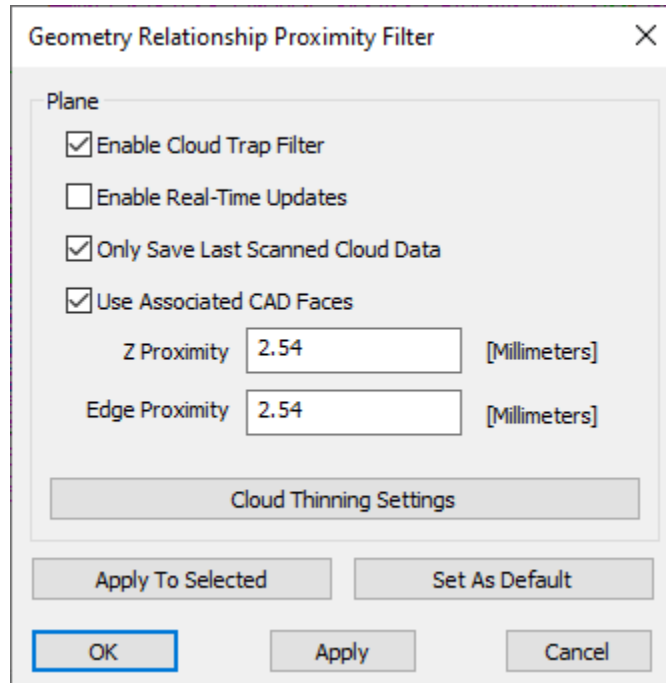 Geometry Relationship Proximity Filter
Plane
Enable Cloud Trap Filter
Enable Real-Time Updates
Only Save Last Scanned Cloud Data
Use Associated CAD Faces
Z Proximity 2.54 [Millimeters]
Edge Proximity 2.54 [Millimeters]
Cloud Thinning Settings
Apply To Selected Set As Default
OK Apply Cancel